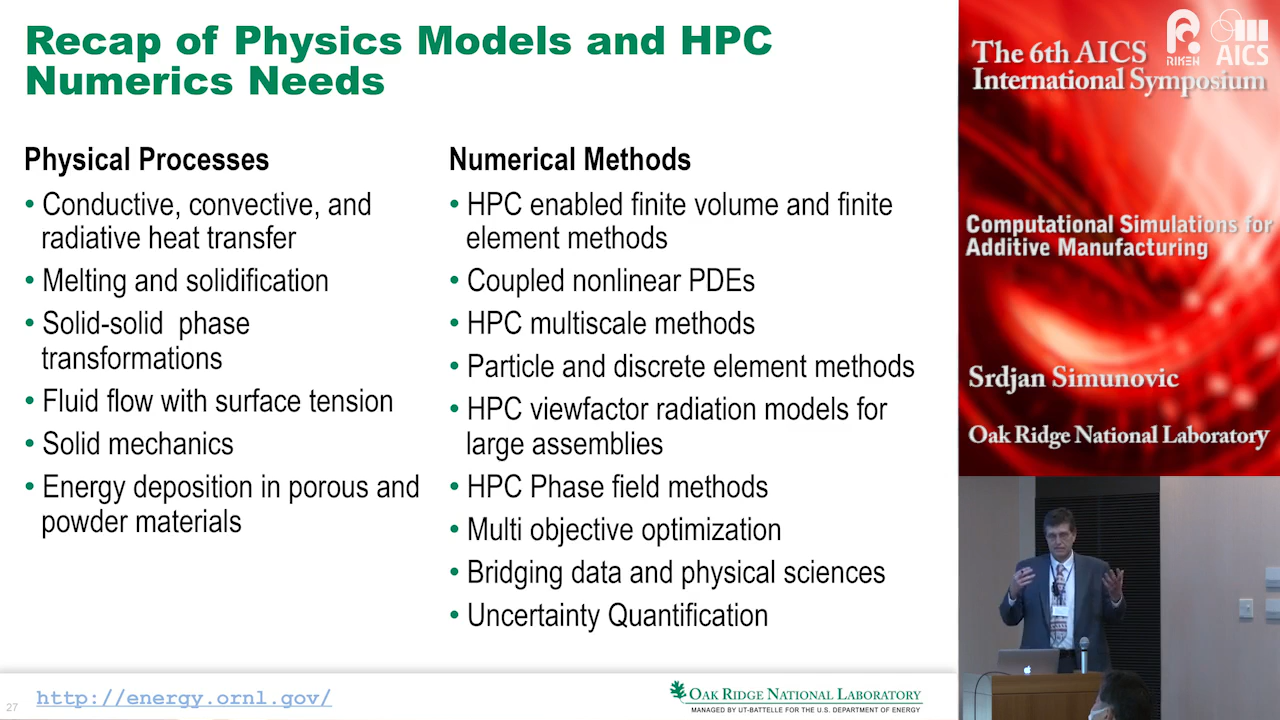 Recap of Physics Models and HPC
Numerics Needs
Physical Processes
• Conductive, convective, and
radiative heat transfer
• Melting and solidification
• Solid-solid phase
transformations
• Fluid flow with surface tension
• Solid mechanics
• Energy deposition in porous and
powder materials
Numerical Methods
• HPC enabled finite volume and finite
element methods
• Coupled nonlinear PDEs
• HPC multiscale methods
• Particle and discrete element methods
• HPC viewfactor radiation models for
large assemblies
• HPC Phase field methods
• Multi objective optimization
• Bridging data and physical sciences
• Uncertainty Quantification
27
http://energy.ornl.gov/
OAK RIDGE NATIONAL LABORATORY
MANAGED BY UT-BATTELLE FOR THE U.S. DEPARTMENT OF ENERGY
The 6th AICS
International Symposium
RIKEN
AICS
Computational Simulations for
Additive Manufacturing
Srdjan Simunovic
Oak Ridge National Laboratory